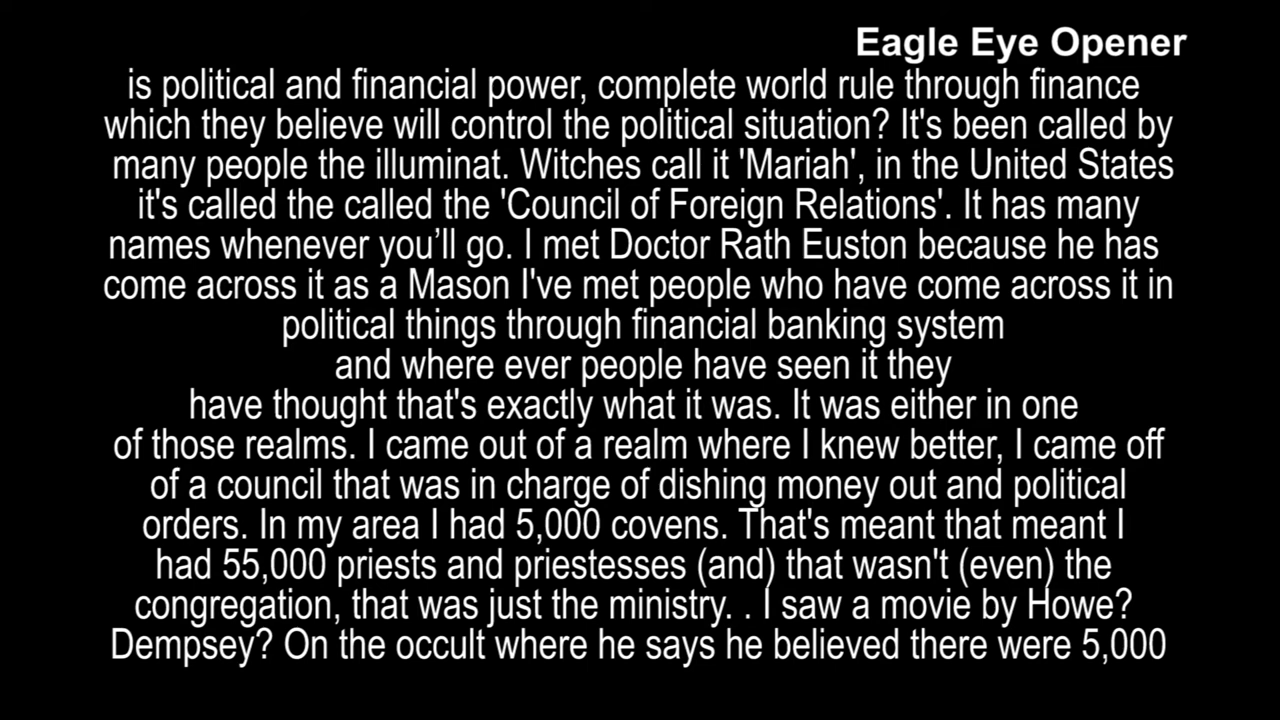 Eagle Eye Opener
is political and financial power, complete world rule through finance
which they believe will control the political situation? It's been called by
many people the illuminat. Witches call it 'Mariah', in the United States
it's called the called the 'Council of Foreign Relations'. It has many
names whenever you’ll go. I met Doctor Rath Euston because he has
come across it as a Mason I've met people who have come across it in
political things through financial banking system
and where ever people have seen it they
have thought that's exactly what it was. It was either in one
of those realms. I came out of a realm where I knew better, I came off
of a council that was in charge of dishing money out and political
orders. In my area I had 5,000 covens. That's meant that meant I
had 55,000 priests and priestesses (and) that wasn't (even) the
congregation, that was just the ministry. . I saw a movie by Howe?
Dempsey? On the occult where he says he believed there were 5,000